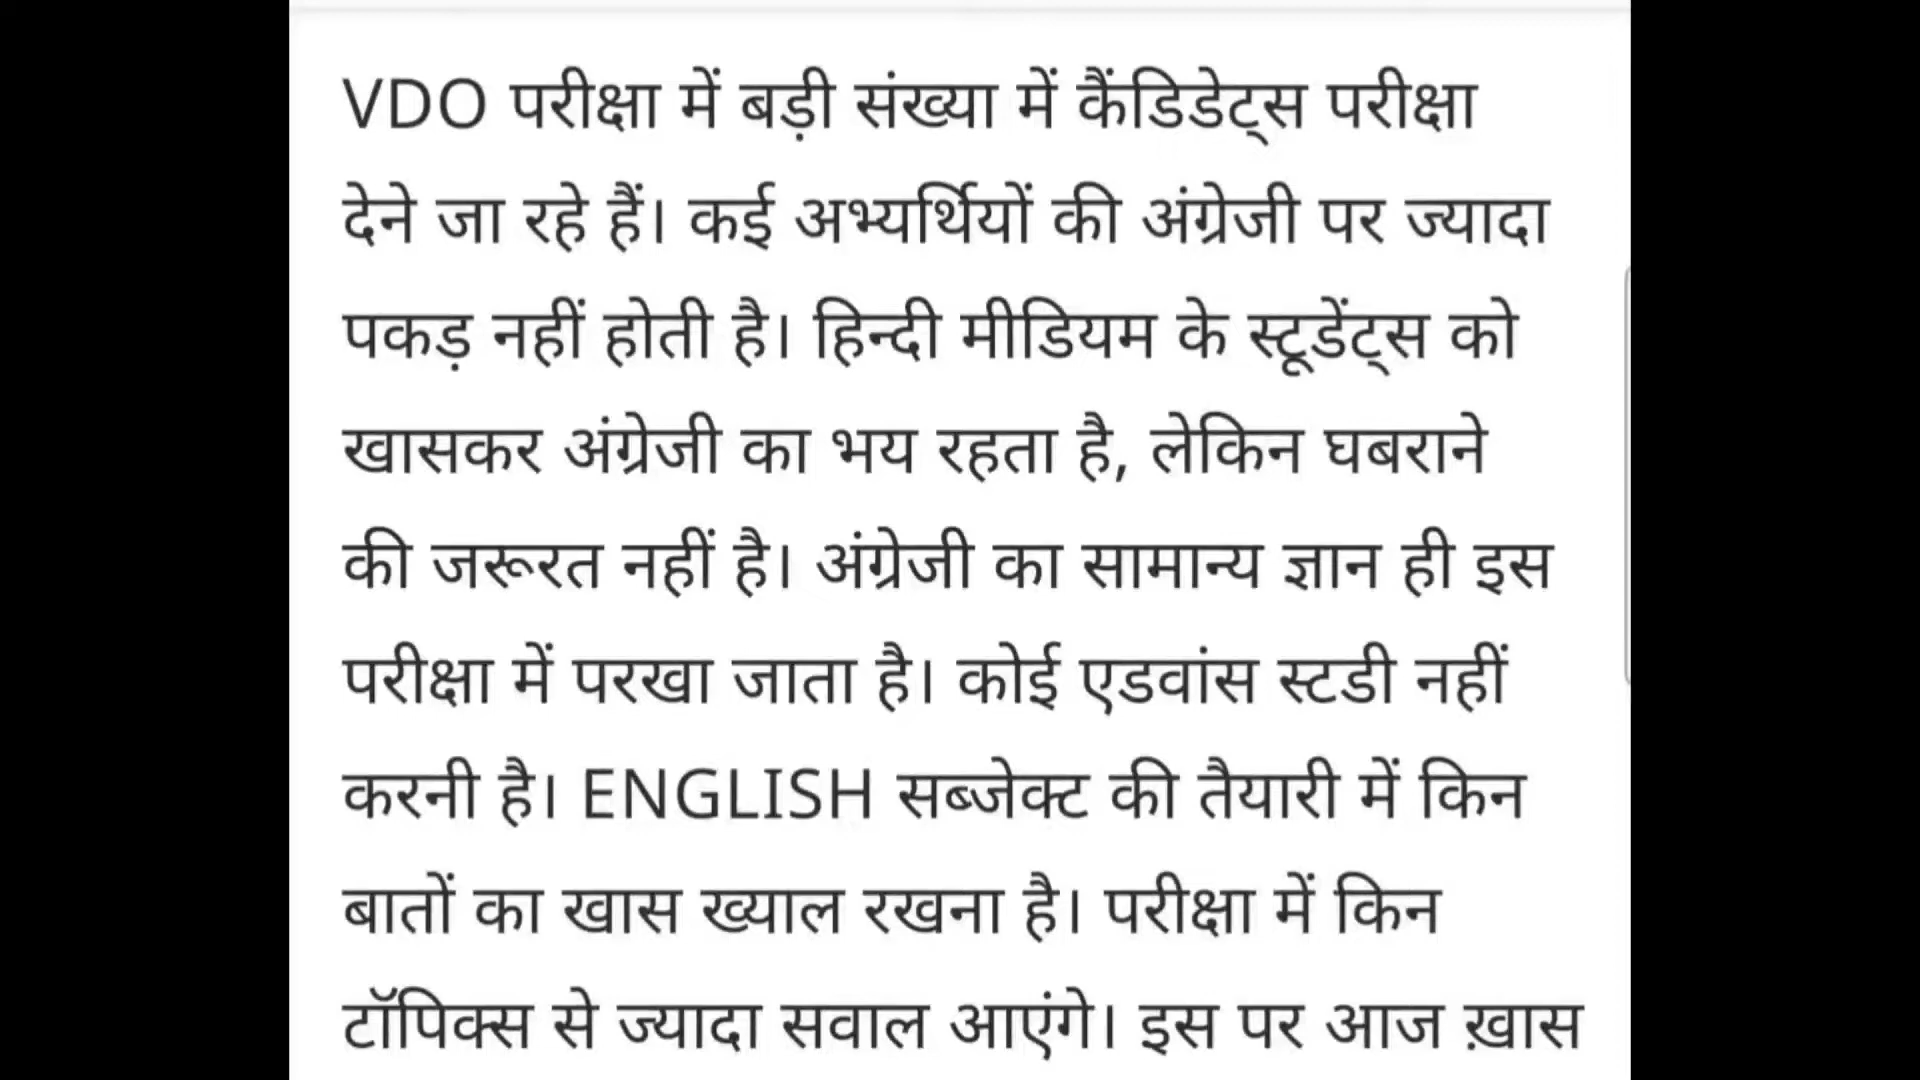 VDO परीक्षा में बड़ी संख्या में कैंडिडेट्स परीक्षा
देने जा रहे हैं। कई अभ्यर्थियों की अंग्रेजी पर ज्यादा
पकड़ नहीं होती है। हिन्दी मीडियम के स्टूडेंट्स को
खासकर अंग्रेजी का भय रहता है, लेकिन घबराने
की जरूरत नहीं है। अंग्रेजी का सामान्य ज्ञान ही इस
परीक्षा में परखा जाता है। कोई एडवांस स्टडी नहीं
करनी है। ENGLISH सब्जेक्ट की तैयारी में किन
बातों का खास ख्याल रखना है। परीक्षा में किन
टॉपिक्स से ज्यादा सवाल आएंगे। इस पर आज ख़ास